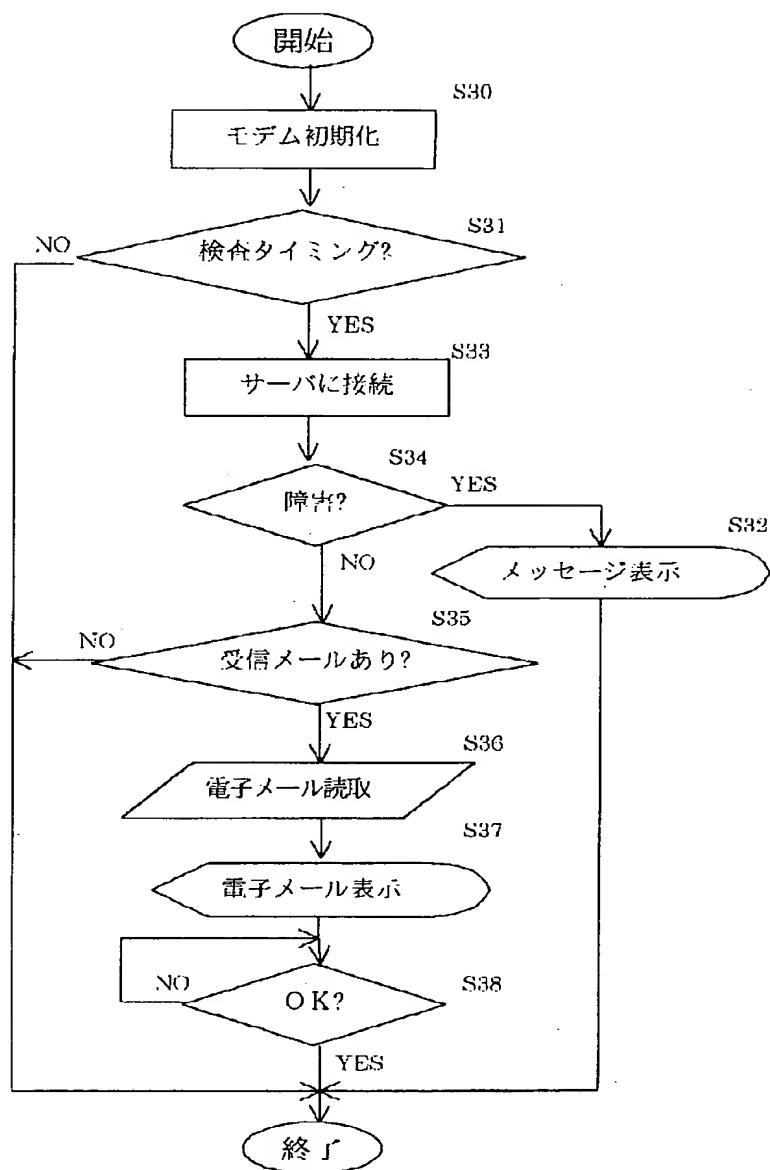 開始
S30
モデム初期化
S31
NO
検査タイミング?
YES
S33
サーバに接続
S34
障害?
YES
S32
NO
メッセージ表示
S35
NO
受信メールあり?
YES
S36
電子メール読取
S37
電子メール表示
NO
S38
OK?
YES
終了